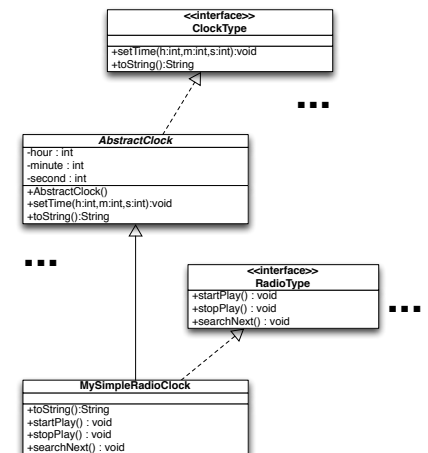 <<interface>>
ClockType
+setTime(h:int,m:int,s:int):void
+toString():String
...
AbstractClock
-hour : int
-minute : int
-second : int
+AbstractClock()
+setTime(h:int,m:int,s:int):void
+toString():String
...
<<interface>>
RadioType
+startPlay() : void
+stopPlay() : void
+searchNext() : void
...
MySimpleRadioClock
+toString():String
+startPlay() : void
+stopPlay() : void
+searchNext() : void